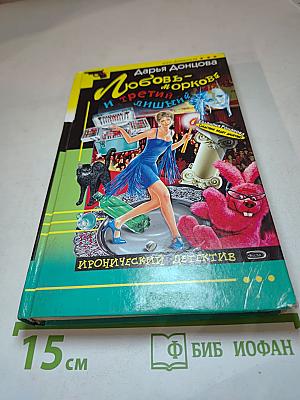 Дарья Донцова
Любовь-
морковь
и третий
лишний
ИРОНИЧЕСКИЙ ДЕТЕКТИВ
15 см
БИБ ИОФАН